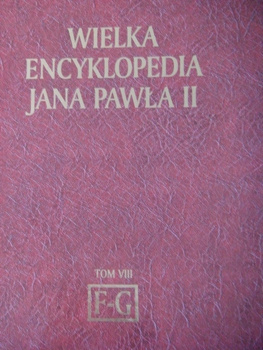 WIELKA
ENCYKLOPEDIA
JANA PAWŁA II
TOM VIII
F-G